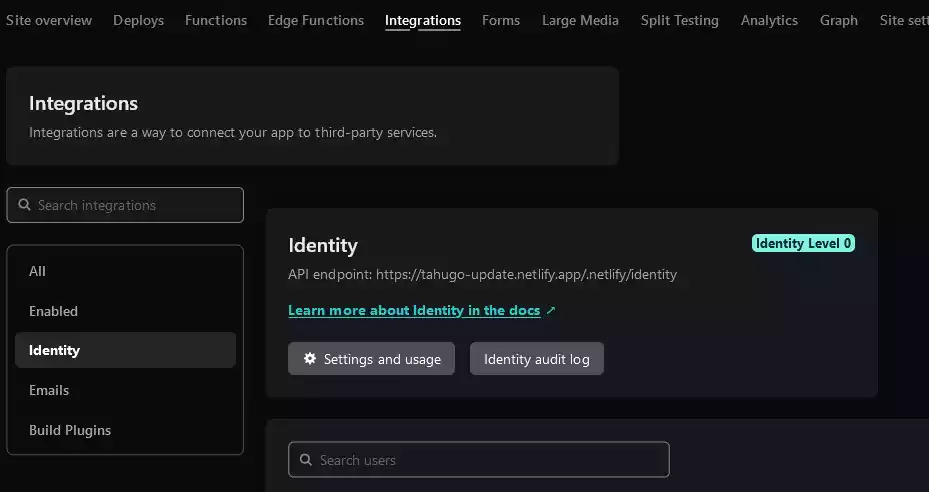 Site overview Deploys Functions Edge Functions Integrations Forms Large Media Split Testing Analytics Graph Site sett
Integrations
Integrations are a way to connect your app to third-party services.
Search integrations
All
Enabled
Identity
Emails
Build Plugins
Identity
Identity Level 0
API endpoint: https://tahugo-update.netlify.app/.netlify/identity
Learn more about Identity in the docs ↗
Settings and usage
Identity audit log
Search users